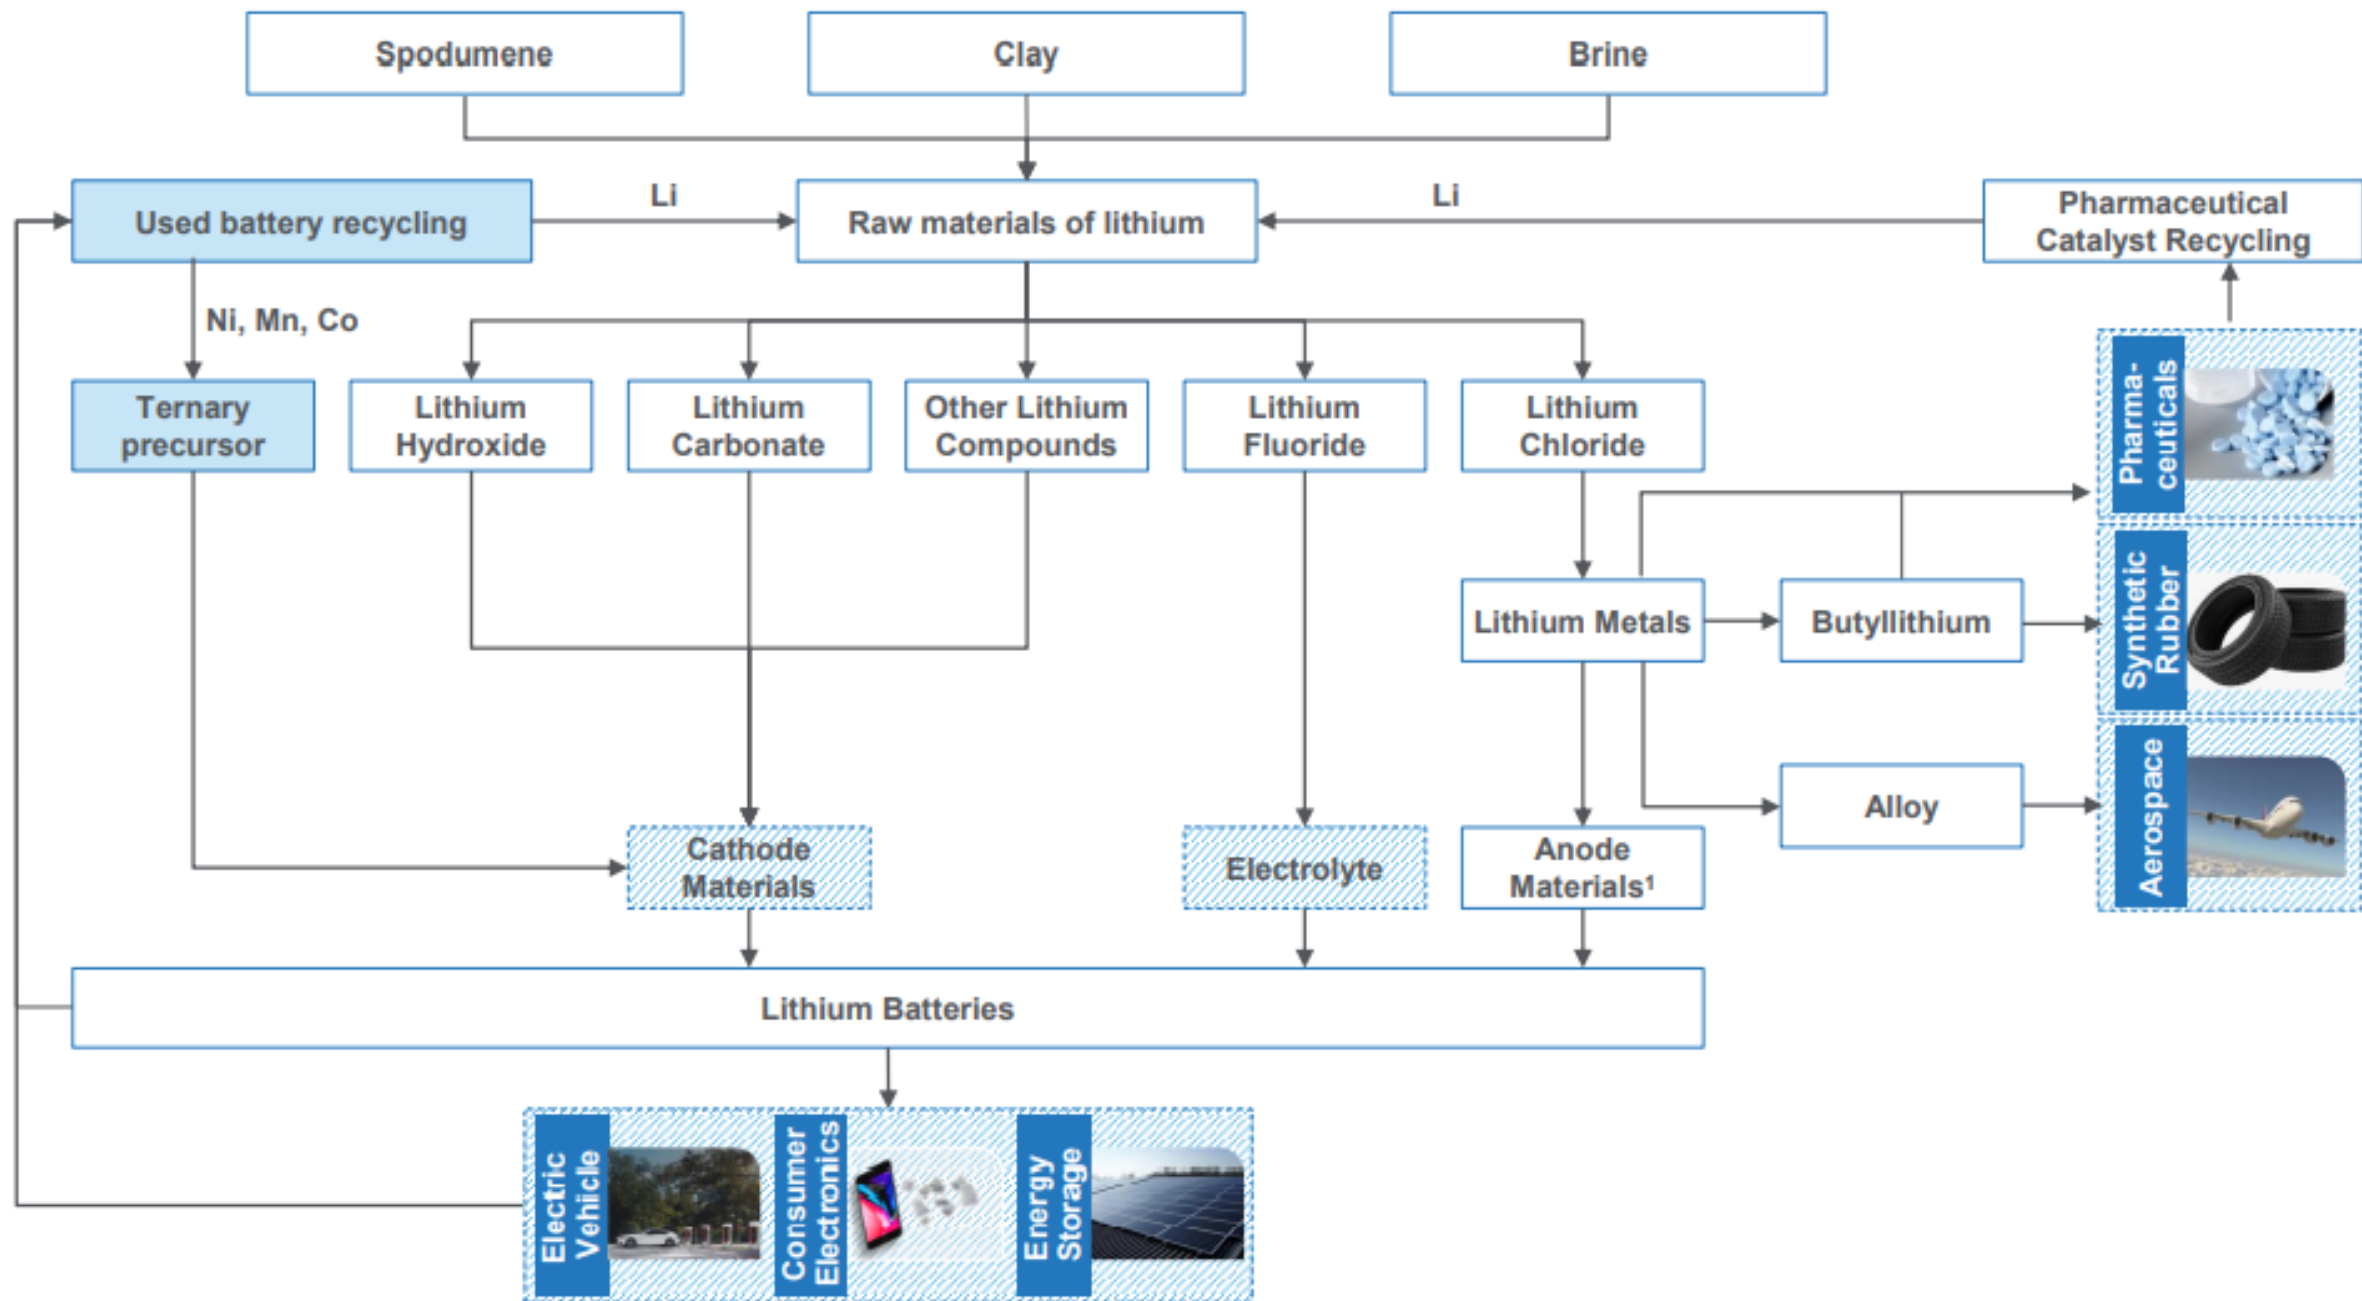 Spodumene
Clay
Brine
Used battery recycling
Li
Raw materials of lithium
Li
Pharmaceutical
Catalyst Recycling
Ni, Mn, Co
Ternary
precursor
Lithium
Hydroxide
Lithium
Carbonate
Other Lithium
Compounds
Lithium
Fluoride
Lithium
Chloride
Pharma-
ceuticals
Lithium Metals
Butyllithium
Synthetic
Rubber
Alloy
Aerospace
Cathode
Materials
Electrolyte
Anode
Materials¹
Lithium Batteries
Electric
Vehicle
Consumer
Electronics
Energy
Storage